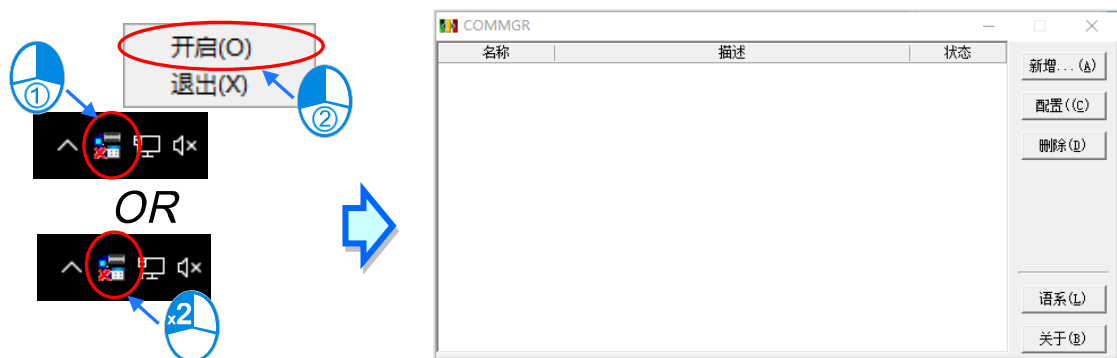 开启(O)
退出(X)
①
②
OR
x2
COMMGR
名称 描述 状态
新增...(A)
配置((C)
删除(D)
语系(L)
关于(B)